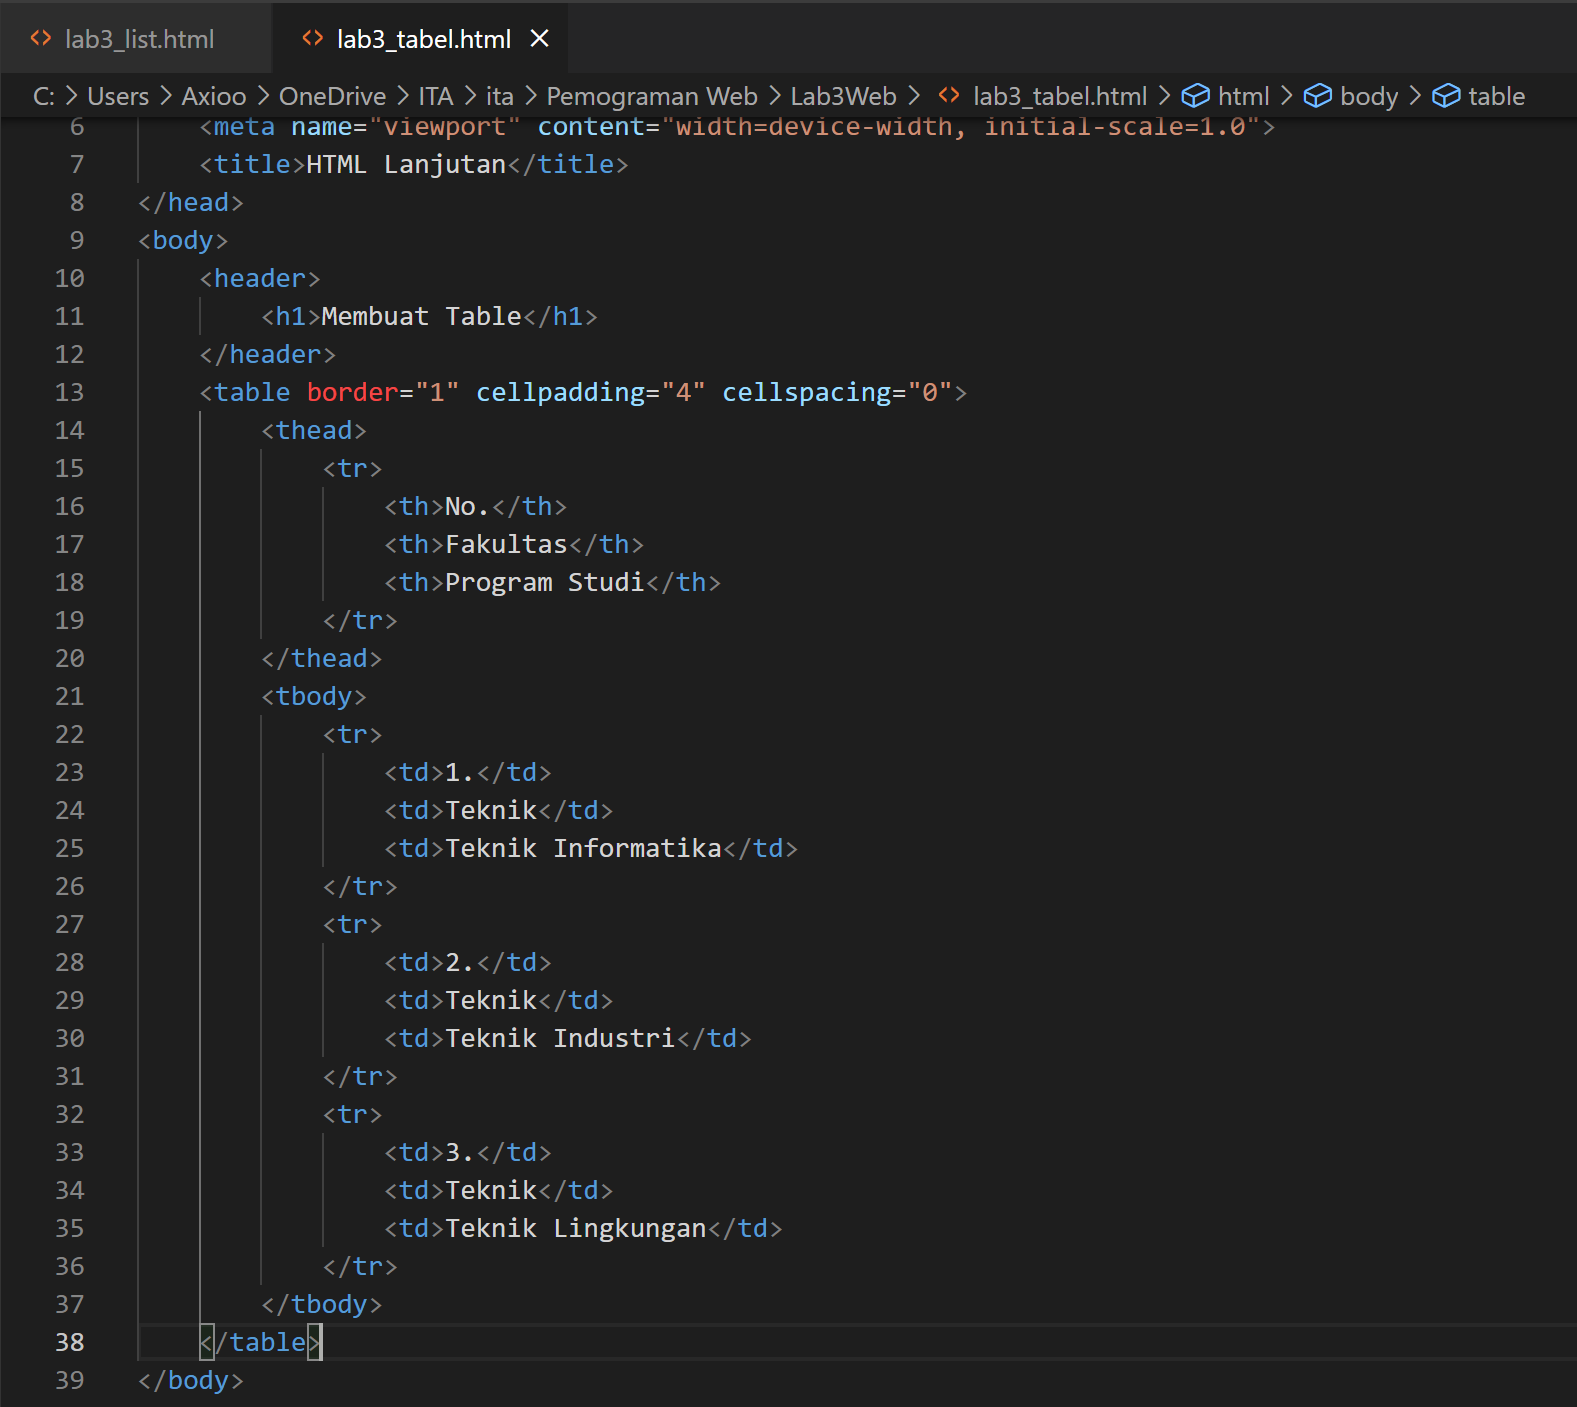 lab3_list.html lab3_tabel.html
C: > Users > Axioo > OneDrive > ITA > ita > Pemograman Web > Lab3Web > lab3_tabel.html > html > body > table
6 <meta name="viewport" content="width=device-width, initial-scale=1.0">
7 <title>HTML Lanjutan</title>
8 </head>
9 <body>
10 <header>
11 <h1>Membuat Table</h1>
12 </header>
13 <table border="1" cellpadding="4" cellspacing="0">
14 <thead>
15 <tr>
16 <th>No.</th>
17 <th>Fakultas</th>
18 <th>Program Studi</th>
19 </tr>
20 </thead>
21 <tbody>
22 <tr>
23 <td>1.</td>
24 <td>Teknik</td>
25 <td>Teknik Informatika</td>
26 </tr>
27 <tr>
28 <td>2.</td>
29 <td>Teknik</td>
30 <td>Teknik Industri</td>
31 </tr>
32 <tr>
33 <td>3.</td>
34 <td>Teknik</td>
35 <td>Teknik Lingkungan</td>
36 </tr>
37 </tbody>
38 </table>
39 </body>